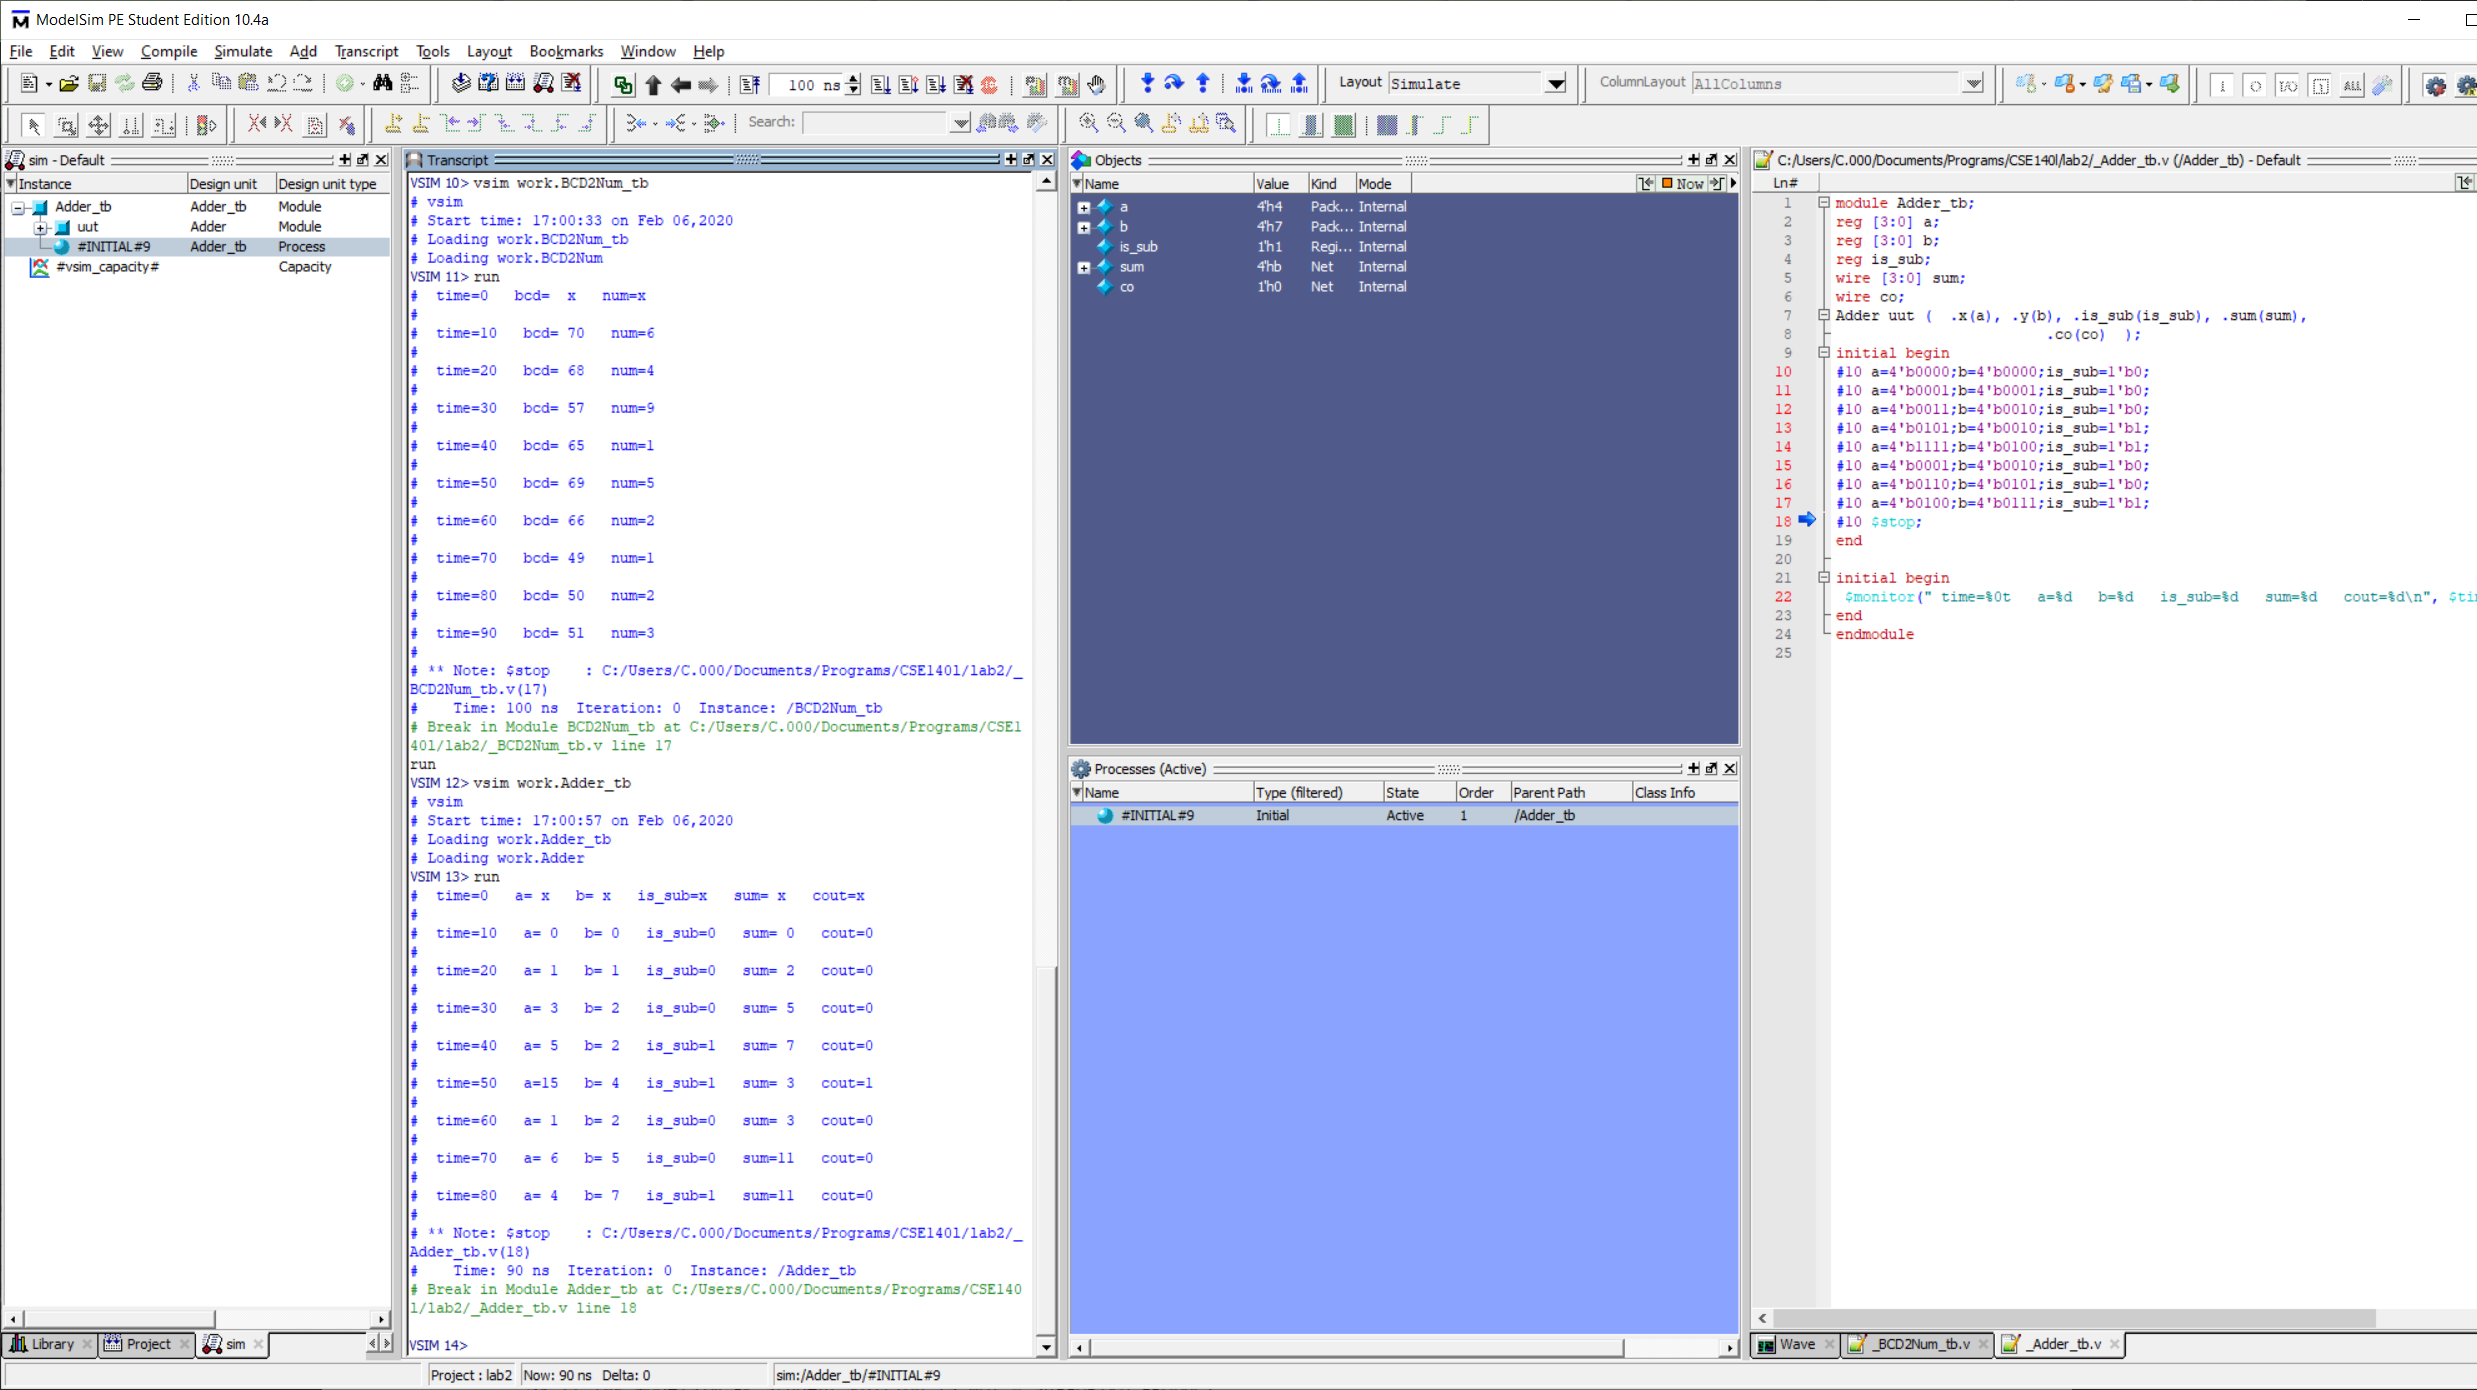 ModelSim PE Student Edition 10.4a
File Edit View Compile Simulate Add Transcript Tools Layout Bookmarks Window Help
100 ns
Layout Simulate
ColumnLayout AllColumns
Search:
sim - Default
Instance Design unit Design unit type
Adder_tb Adder_tb Module
uut Adder Module
#INITIAL#9 Adder_tb Process
#vsim_capacity# Capacity
Library Project sim
Transcript
VSIM 10> vsim work.BCD2Num_tb
# vsim
# Start time: 17:00:33 on Feb 06,2020
# Loading work.BCD2Num_tb
# Loading work.BCD2Num
VSIM 11> run
# time=0 bcd= x num=x
#
# time=10 bcd= 70 num=6
#
# time=20 bcd= 68 num=4
#
# time=30 bcd= 57 num=9
#
# time=40 bcd= 65 num=1
#
# time=50 bcd= 69 num=5
#
# time=60 bcd= 66 num=2
#
# time=70 bcd= 49 num=1
#
# time=80 bcd= 50 num=2
#
# time=90 bcd= 51 num=3
#
# ** Note: $stop : C:/Users/C.000/Documents/Programs/CSE140l/lab2/_
BCD2Num_tb.v(17)
# Time: 100 ns Iteration: 0 Instance: /BCD2Num_tb
# Break in Module BCD2Num_tb at C:/Users/C.000/Documents/Programs/CSE1
40l/lab2/_BCD2Num_tb.v line 17
run
VSIM 12> vsim work.Adder_tb
# vsim
# Start time: 17:00:57 on Feb 06,2020
# Loading work.Adder_tb
# Loading work.Adder
VSIM 13> run
# time=0 a= x b= x is_sub=x sum= x cout=x
#
# time=10 a= 0 b= 0 is_sub=0 sum= 0 cout=0
#
# time=20 a= 1 b= 1 is_sub=0 sum= 2 cout=0
#
# time=30 a= 3 b= 2 is_sub=0 sum= 5 cout=0
#
# time=40 a= 5 b= 2 is_sub=1 sum= 7 cout=0
#
# time=50 a=15 b= 4 is_sub=1 sum= 3 cout=1
#
# time=60 a= 1 b= 2 is_sub=0 sum= 3 cout=0
#
# time=70 a= 6 b= 5 is_sub=0 sum=11 cout=0
#
# time=80 a= 4 b= 7 is_sub=1 sum=11 cout=0
#
# ** Note: $stop : C:/Users/C.000/Documents/Programs/CSE140l/lab2/_
Adder_tb.v(18)
# Time: 90 ns Iteration: 0 Instance: /Adder_tb
# Break in Module Adder_tb at C:/Users/C.000/Documents/Programs/CSE140
l/lab2/_Adder_tb.v line 18
VSIM 14>
Objects
Name Value Kind Mode Now
a 4'h4 Pack... Internal
b 4'h7 Pack... Internal
is_sub 1'h1 Regi... Internal
sum 4'hb Net Internal
co 1'h0 Net Internal
Processes (Active)
Name Type (filtered) State Order Parent Path Class Info
#INITIAL#9 Initial Active 1 /Adder_tb
C:/Users/C.000/Documents/Programs/CSE140l/lab2/_Adder_tb.v (/Adder_tb) - Default
Ln#
1 module Adder_tb;
2 reg [3:0] a;
3 reg [3:0] b;
4 reg is_sub;
5 wire [3:0] sum;
6 wire co;
7 Adder uut ( .x(a), .y(b), .is_sub(is_sub), .sum(sum),
8 .co(co) );
9 initial begin
10 #10 a=4'b0000;b=4'b0000;is_sub=1'b0;
11 #10 a=4'b0001;b=4'b0001;is_sub=1'b0;
12 #10 a=4'b0011;b=4'b0010;is_sub=1'b0;
13 #10 a=4'b0101;b=4'b0010;is_sub=1'b1;
14 #10 a=4'b1111;b=4'b0100;is_sub=1'b1;
15 #10 a=4'b0001;b=4'b0010;is_sub=1'b0;
16 #10 a=4'b0110;b=4'b0101;is_sub=1'b0;
17 #10 a=4'b0100;b=4'b0111;is_sub=1'b1;
18 #10 $stop;
19 end
20
21 initial begin
22 $monitor(" time=%0t a=%d b=%d is_sub=%d sum=%d cout=%d\n", $ti
23 end
24 endmodule
25
Wave _BCD2Num_tb.v _Adder_tb.v
Project : lab2 Now: 90 ns Delta: 0 sim:/Adder_tb/#INITIAL#9